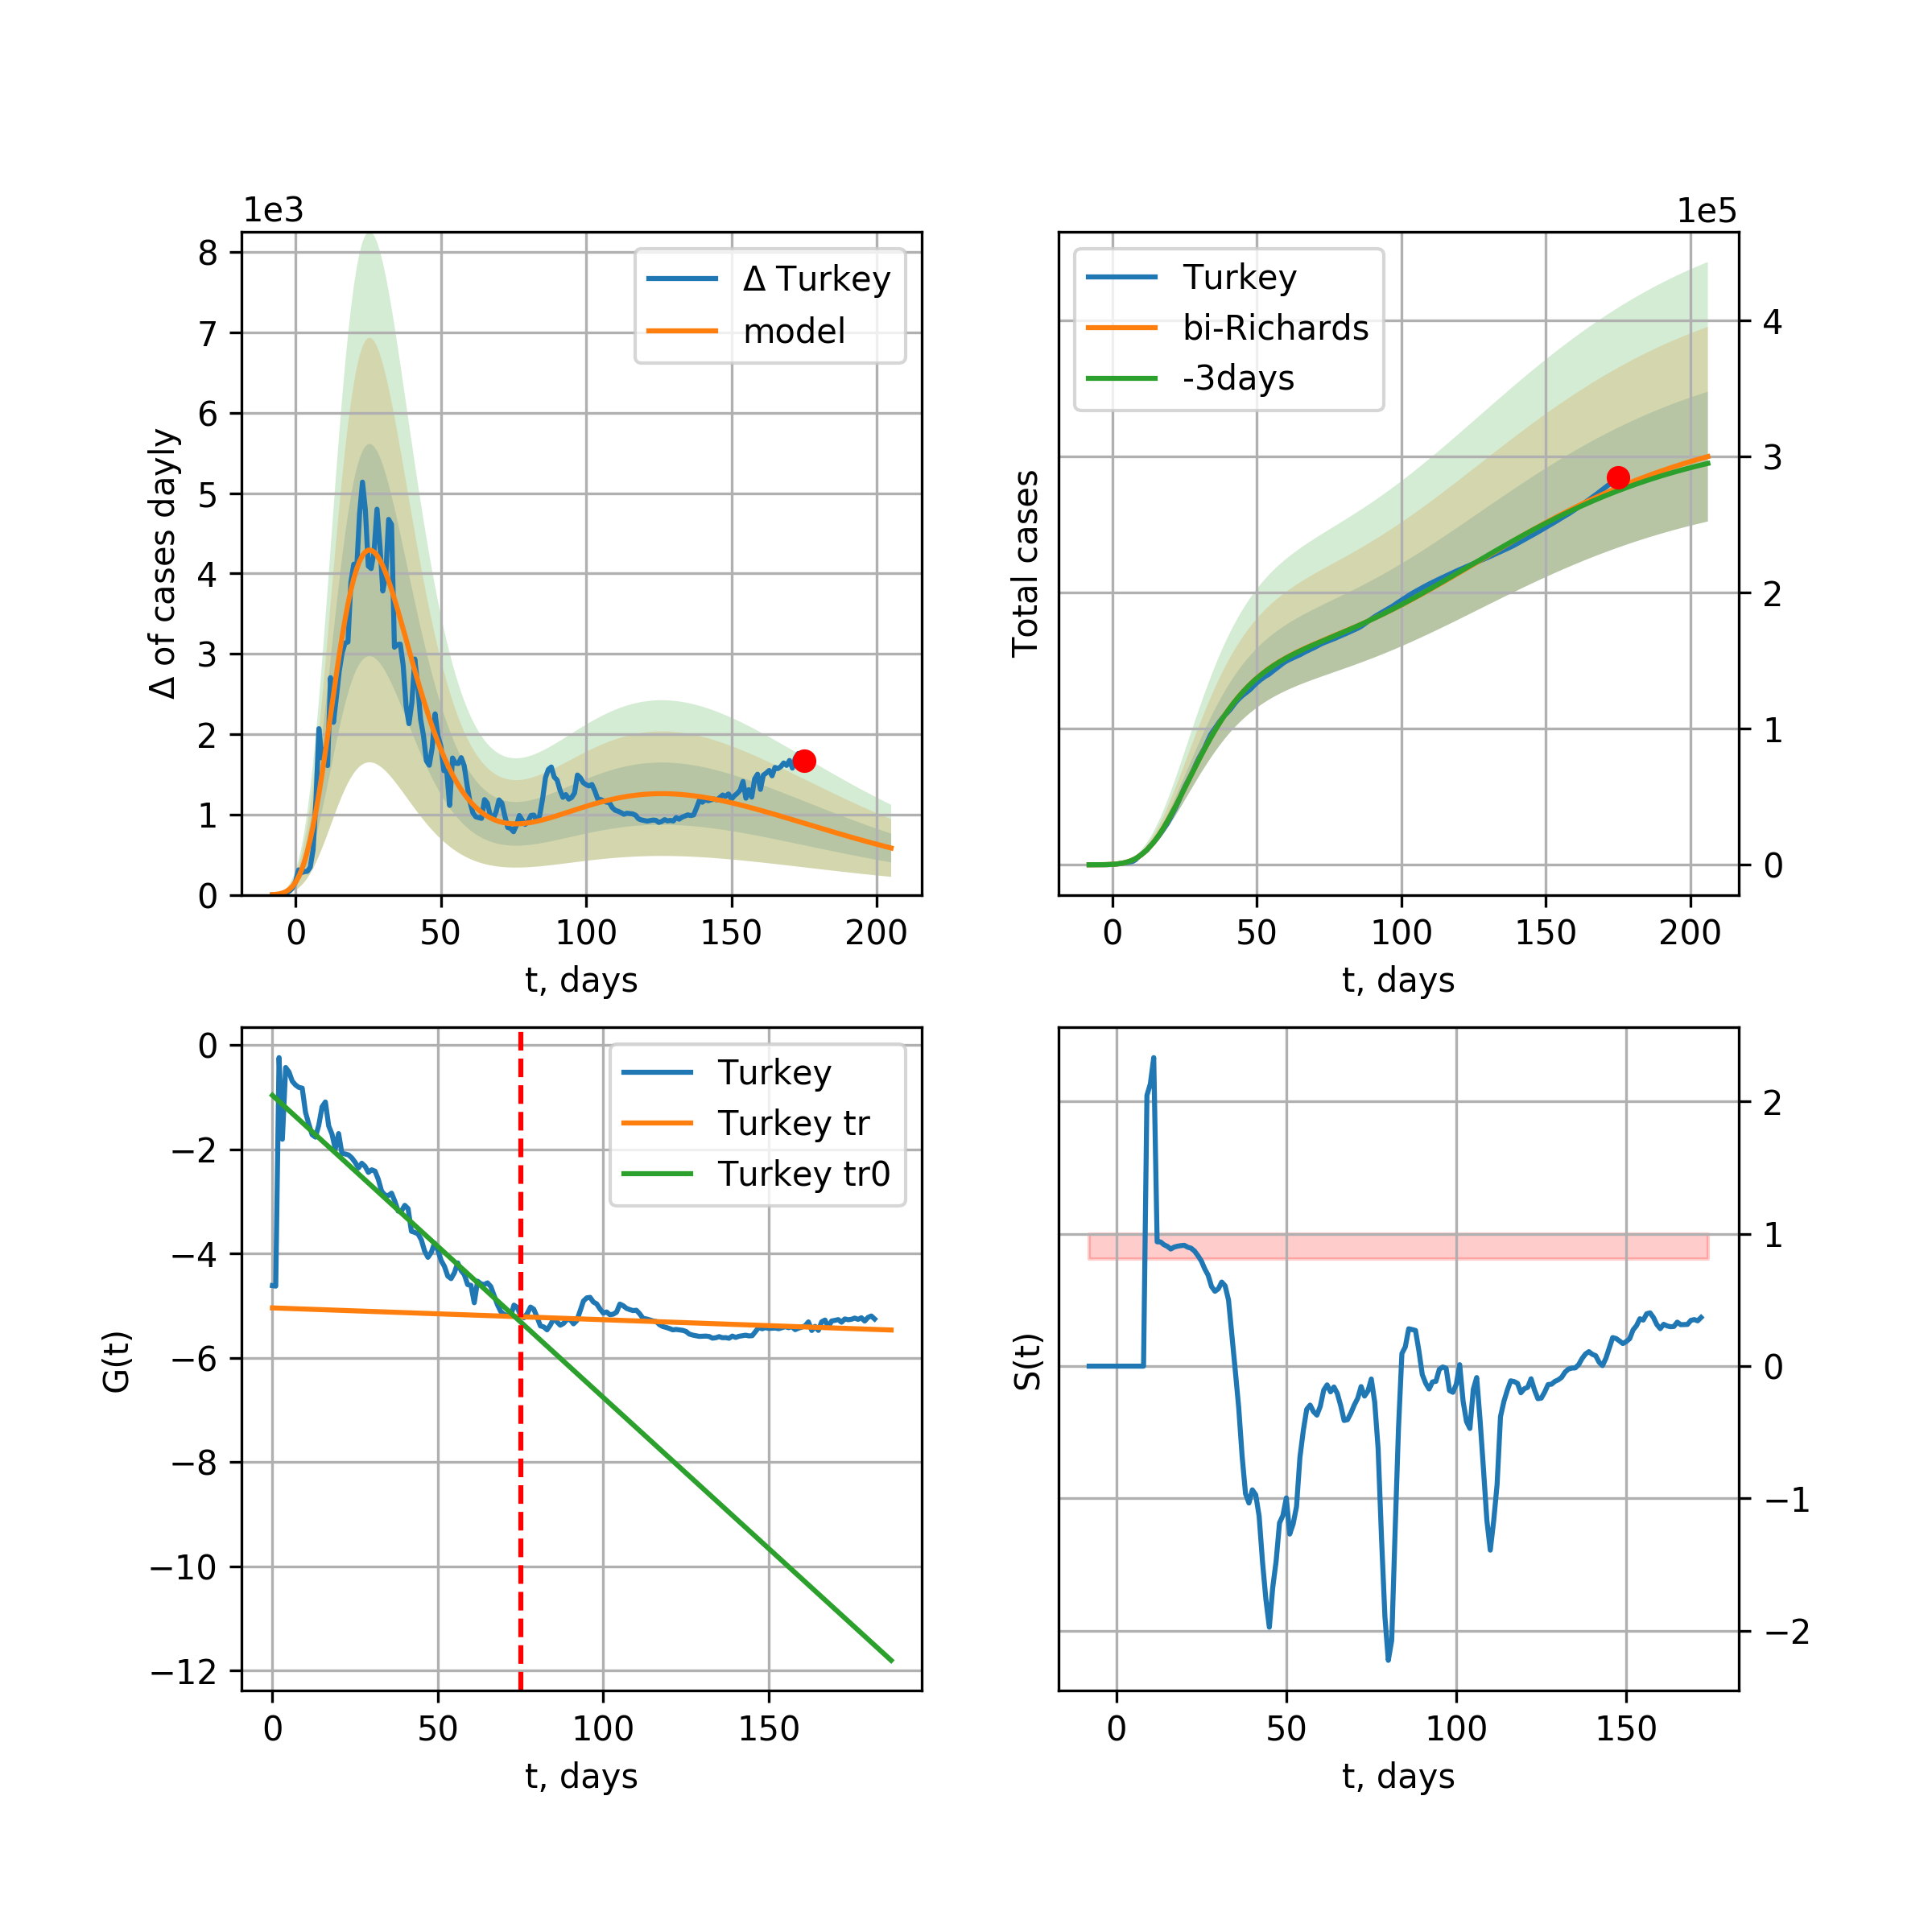 1e3
8
7
6
5
4
3
2
1
0
Δ of cases dayly
Δ Turkey
model
0 50 100 150 200
t, days
1e5
Turkey
bi-Richards
-3days
4
3
2
1
0
Total cases
0 50 100 150 200
t, days
0
−2
−4
−6
−8
−10
−12
G(t)
Turkey
Turkey tr
Turkey tr0
0 50 100 150
t, days
2
1
0
−1
−2
S(t)
0 50 100 150
t, days